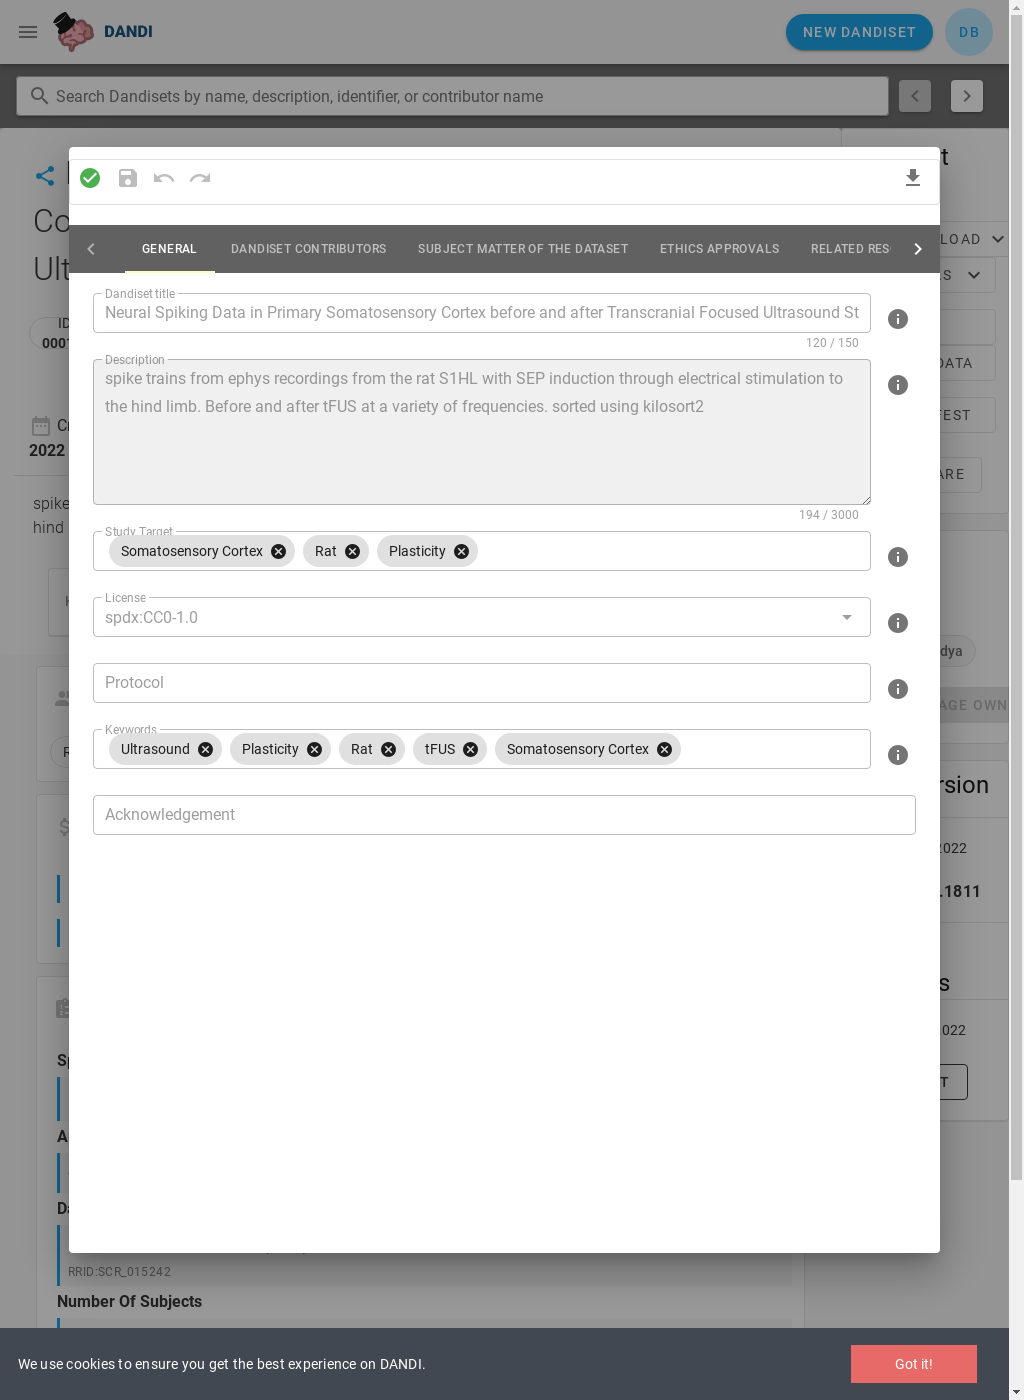 DANDI
NEW DANDISET
DB
Search Dandisets by name, description, identifier, or contributor name
GENERAL
DANDISET CONTRIBUTORS
SUBJECT MATTER OF THE DATASET
ETHICS APPROVALS
RELATED RES
Dandiset title
Neural Spiking Data in Primary Somatosensory Cortex before and after Transcranial Focused Ultrasound St
120 / 150
Description
spike trains from ephys recordings from the rat S1HL with SEP induction through electrical stimulation to
the hind limb. Before and after tFUS at a variety of frequencies. sorted using kilosort2
194 / 3000
Study Target
Somatosensory Cortex
Rat
Plasticity
License
spdx:CC0-1.0
Protocol
Keywords
Ultrasound
Plasticity
Rat
tFUS
Somatosensory Cortex
Acknowledgement
Co
Ult
ID
0001
2022
spike
hind
LOAD
DATA
ARE
dya
AGE OWN
rsion
2022
.1811
s
2022
T
RRID:SCR_015242
Number Of Subjects
We use cookies to ensure you get the best experience on DANDI.
Got it!